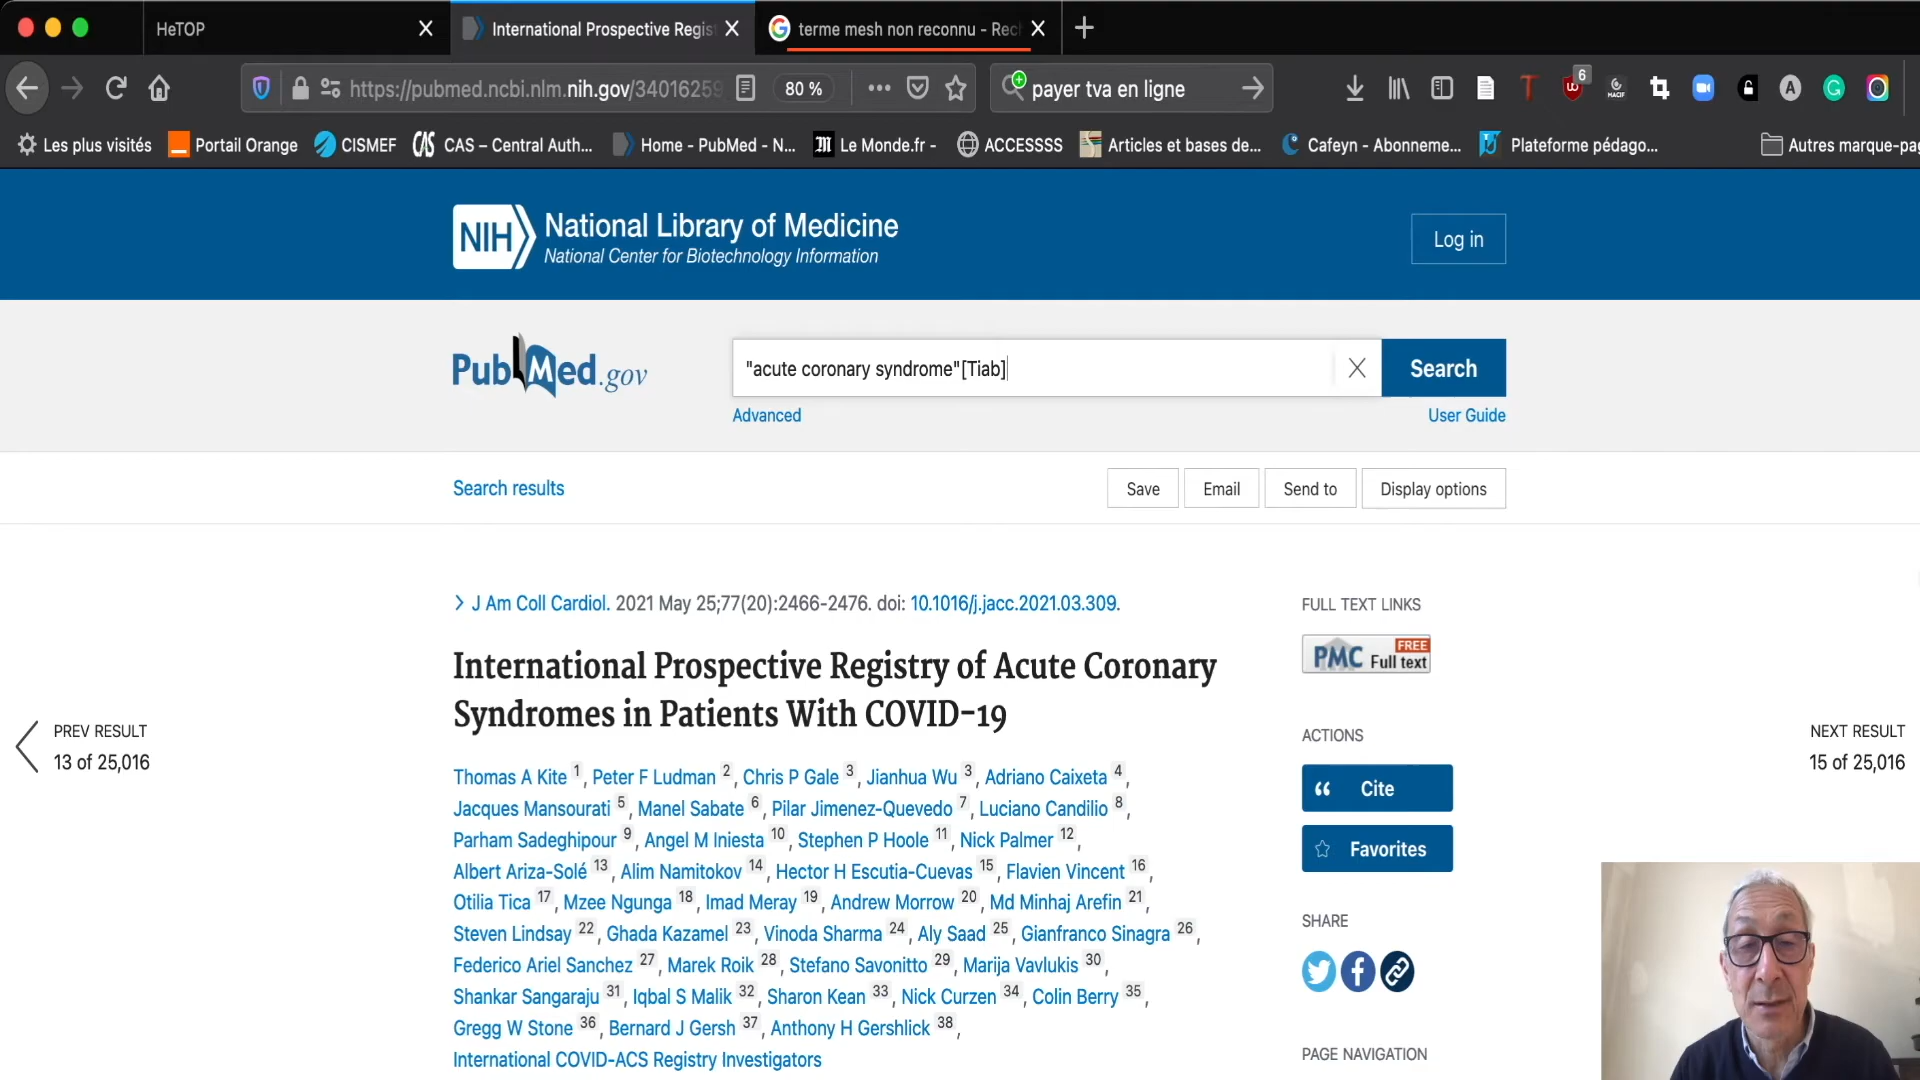 HeTOP
International Prospective Regis
terme mesh non reconnu - Rec
https://pubmed.ncbi.nlm.nih.gov/34016259
80 %
payer tva en ligne
6
Les plus visités
Portail Orange
CISMEF
CAS – Central Auth...
Home - PubMed - N...
Le Monde.fr -
ACCESSSS
Articles et bases de...
Cafeyn - Abonneme...
Plateforme pédago...
Autres marque-pag
NIH
National Library of Medicine
National Center for Biotechnology Information
Log in
PubMed.gov
"acute coronary syndrome"[Tiab]
Search
Advanced
User Guide
Search results
Save
Email
Send to
Display options
J Am Coll Cardiol. 2021 May 25;77(20):2466-2476. doi: 10.1016/j.jacc.2021.03.309.
International Prospective Registry of Acute Coronary
Syndromes in Patients With COVID-19
Thomas A Kite 1, Peter F Ludman 2, Chris P Gale 3, Jianhua Wu 3, Adriano Caixeta 4,
Jacques Mansourati 5, Manel Sabate 6, Pilar Jimenez-Quevedo 7, Luciano Candilio 8,
Parham Sadeghipour 9, Angel M Iniesta 10, Stephen P Hoole 11, Nick Palmer 12,
Albert Ariza-Solé 13, Alim Namitokov 14, Hector H Escutia-Cuevas 15, Flavien Vincent 16,
Otilia Tica 17, Mzee Ngunga 18, Imad Meray 19, Andrew Morrow 20, Md Minhaj Arefin 21,
Steven Lindsay 22, Ghada Kazamel 23, Vinoda Sharma 24, Aly Saad 25, Gianfranco Sinagra 26,
Federico Ariel Sanchez 27, Marek Roik 28, Stefano Savonitto 29, Marija Vavlukis 30,
Shankar Sangaraju 31, Iqbal S Malik 32, Sharon Kean 33, Nick Curzen 34, Colin Berry 35,
Gregg W Stone 36, Bernard J Gersh 37, Anthony H Gershlick 38,
International COVID-ACS Registry Investigators
PREV RESULT
13 of 25,016
NEXT RESULT
15 of 25,016
FULL TEXT LINKS
PMC FREE Full text
ACTIONS
Cite
Favorites
SHARE
PAGE NAVIGATION